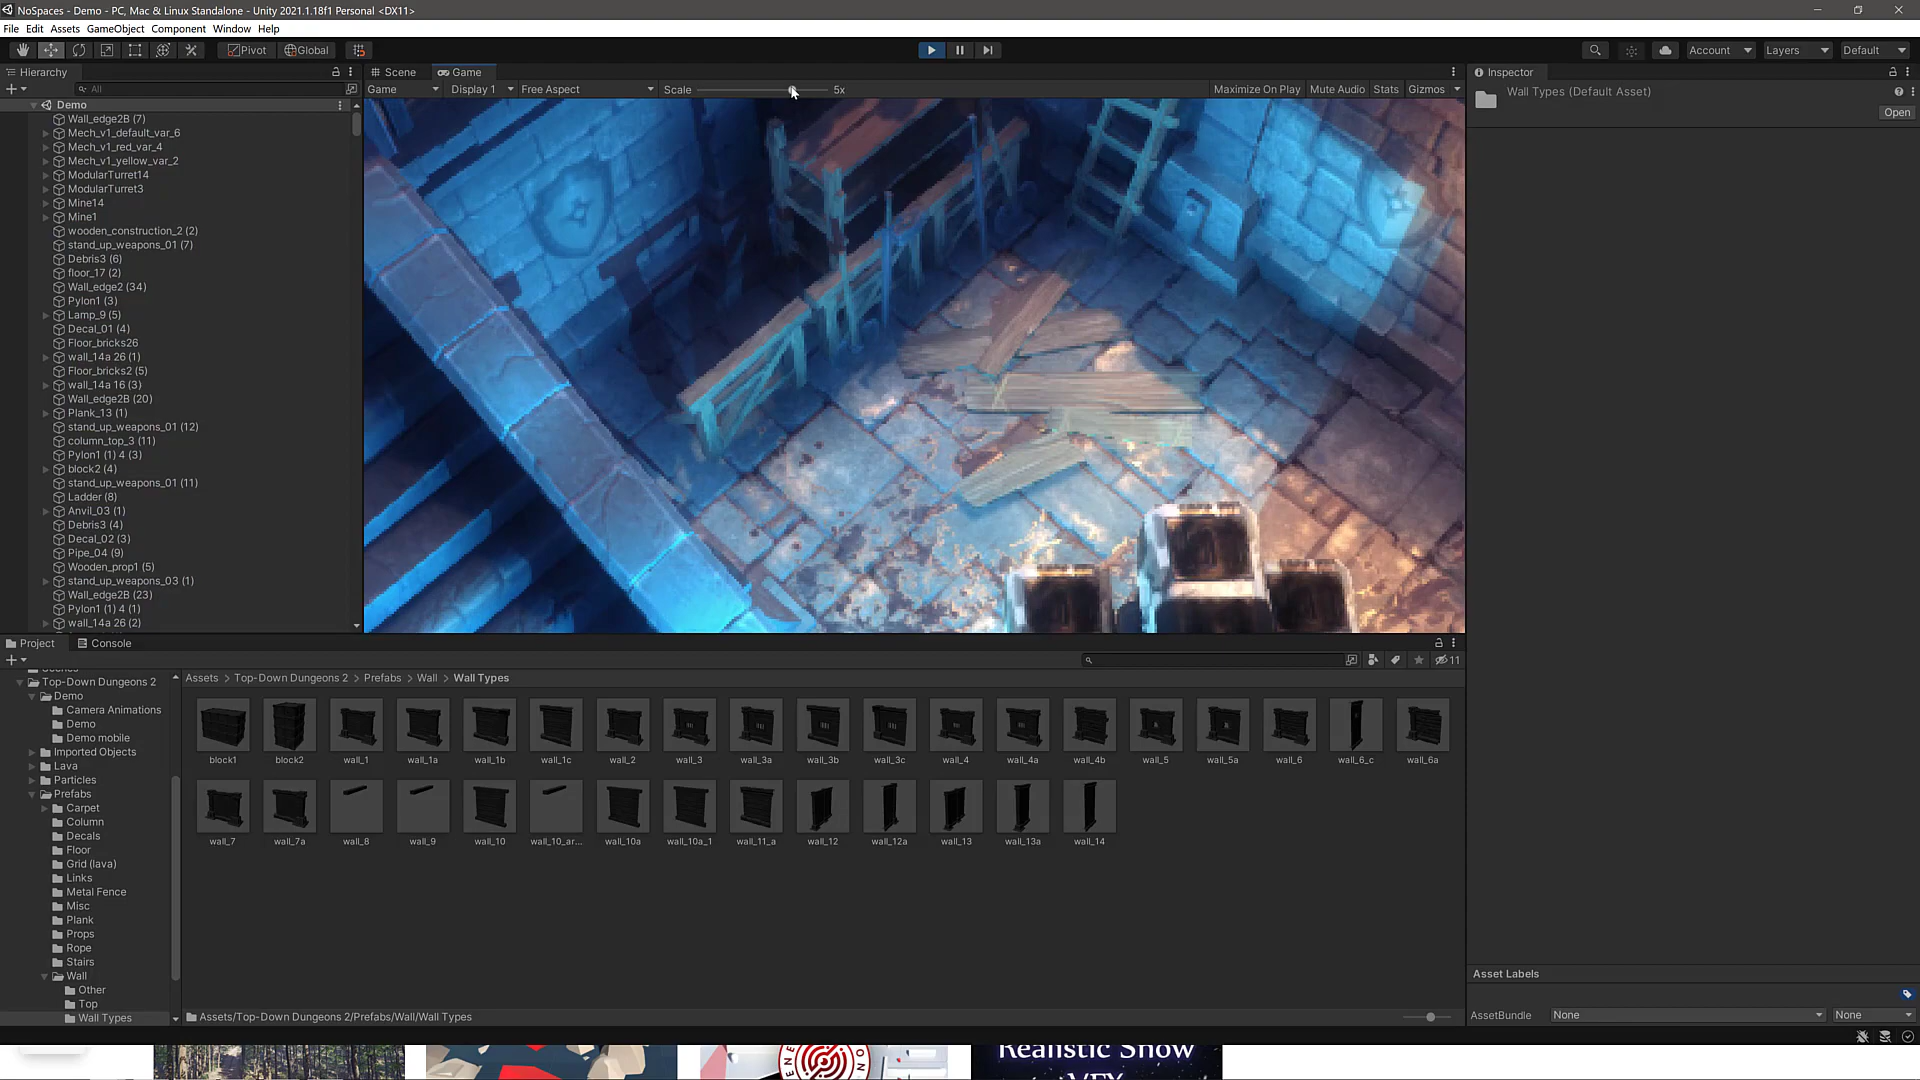 NoSpaces - Demo - PC, Mac & Linux Standalone - Unity 2021.1.18f1 Personal <DX11>
File Edit Assets GameObject Component Window Help
Pivot Global Account Layers Default
Hierarchy
All
Demo
Wall_edge2B (7)
Mech_v1_default_var_6
Mech_v1_red_var_4
Mech_v1_yellow_var_2
ModularTurret14
ModularTurret3
Mine14
Mine1
wooden_construction_2 (2)
stand_up_weapons_01 (7)
Debris3 (6)
floor_17 (2)
Wall_edge2 (34)
Pylon1 (3)
Lamp_9 (5)
Decal_01 (4)
Floor_bricks26
wall_14a 26 (1)
Floor_bricks2 (5)
wall_14a 16 (3)
Wall_edge2B (20)
Plank_13 (1)
stand_up_weapons_01 (12)
column_top_3 (11)
Pylon1 (1) 4 (3)
block2 (4)
stand_up_weapons_01 (11)
Ladder (8)
Anvil_03 (1)
Debris3 (4)
Decal_02 (3)
Pipe_04 (9)
Wooden_prop1 (5)
stand_up_weapons_03 (1)
Wall_edge2B (23)
Pylon1 (1) 4 (1)
wall_14a 26 (2)
Scene Game
Game Display 1 Free Aspect Scale 5x Maximize On Play Mute Audio Stats Gizmos
Inspector
Wall Types (Default Asset)
Open
Project Console
11
Top-Down Dungeons 2
Demo
Camera Animations
Demo
Demo mobile
Imported Objects
Lava
Particles
Prefabs
Carpet
Column
Decals
Floor
Grid (lava)
Links
Metal Fence
Misc
Plank
Props
Rope
Stairs
Wall
Other
Top
Wall Types
Assets > Top-Down Dungeons 2 > Prefabs > Wall > Wall Types
block1 block2 wall_1 wall_1a wall_1b wall_1c wall_2 wall_3 wall_3a wall_3b wall_3c wall_4 wall_4a wall_4b wall_5 wall_5a wall_6 wall_6_c wall_6a
wall_7 wall_7a wall_8 wall_9 wall_10 wall_10_ar... wall_10a wall_10a_1 wall_11_a wall_12 wall_12a wall_13 wall_13a wall_14
Assets/Top-Down Dungeons 2/Prefabs/Wall/Wall Types
Asset Labels
AssetBundle None None
Realistic Snow